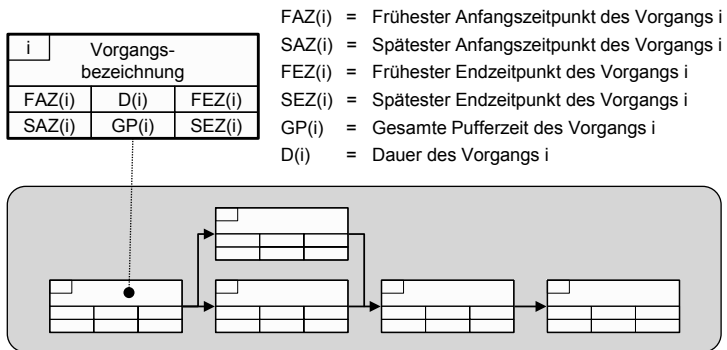 i Vorgangs-
bezeichnung
FAZ(i) D(i) FEZ(i)
SAZ(i) GP(i) SEZ(i)
FAZ(i) = Frühester Anfangszeitpunkt des Vorgangs i
SAZ(i) = Spätester Anfangszeitpunkt des Vorgangs i
FEZ(i) = Frühester Endzeitpunkt des Vorgangs i
SEZ(i) = Spätester Endzeitpunkt des Vorgangs i
GP(i) = Gesamte Pufferzeit des Vorgangs i
D(i) = Dauer des Vorgangs i